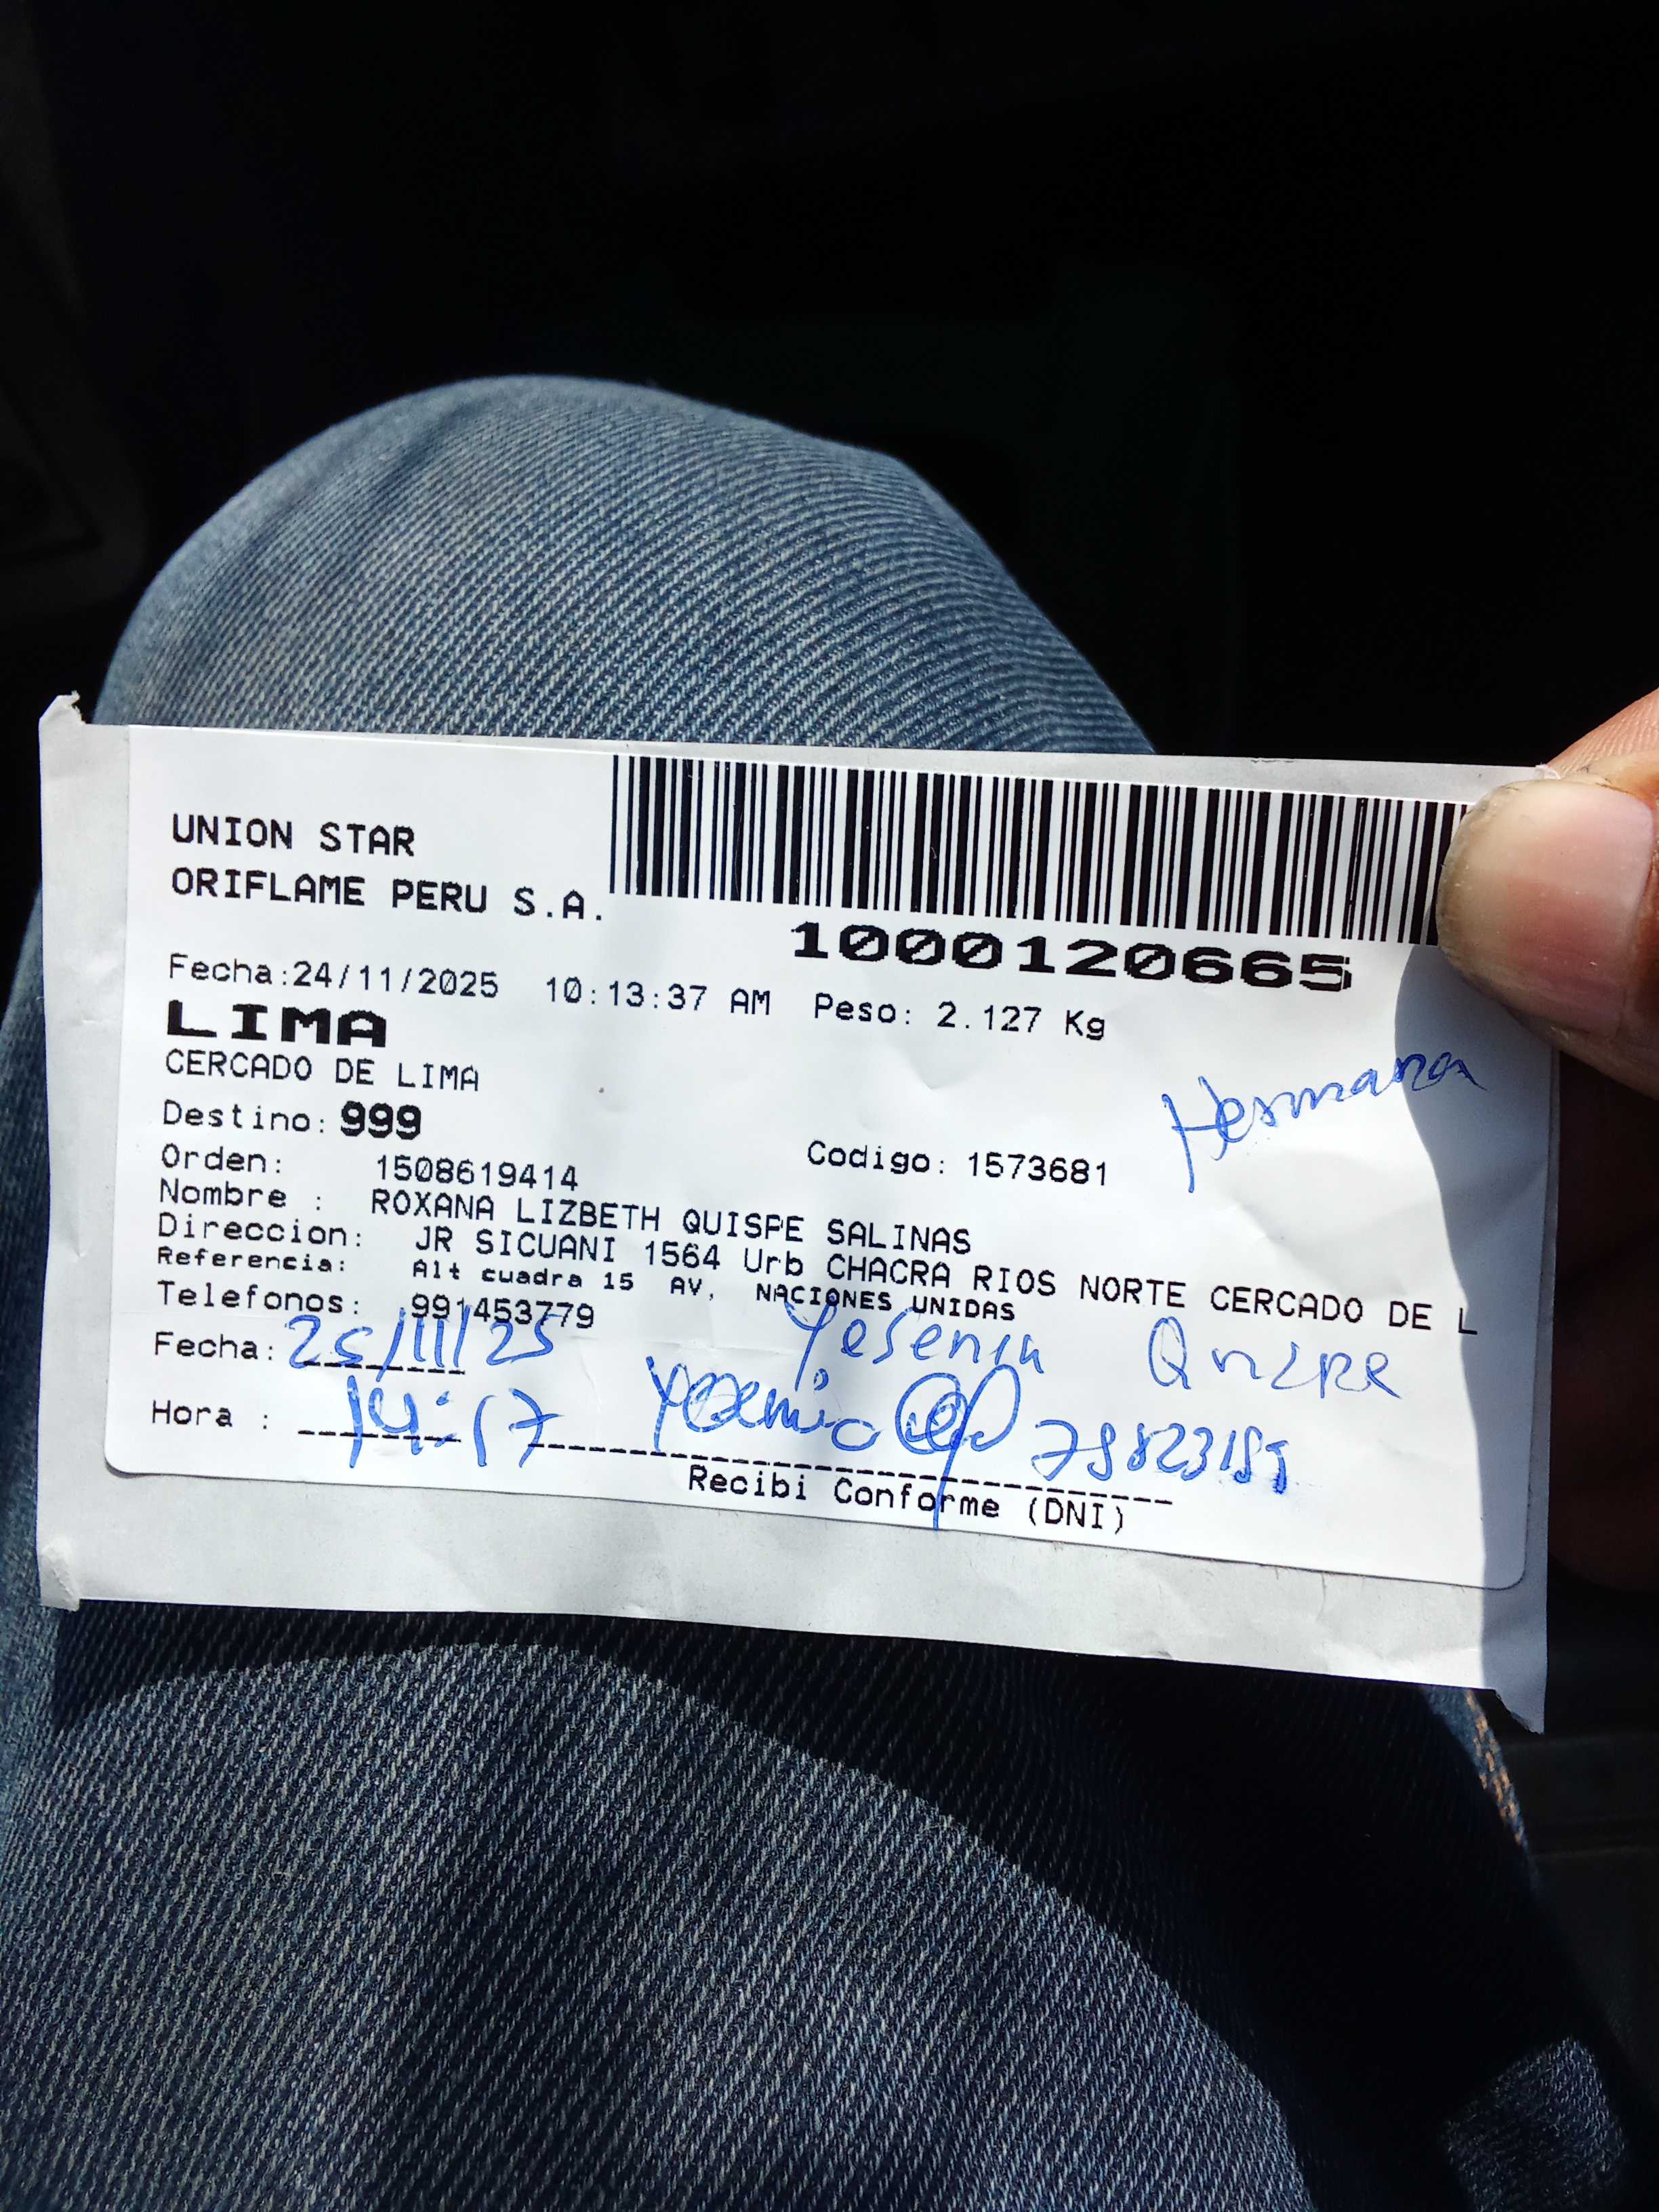 UNION STAR
ORIFLAME PERU S.A.
1000120665
Fecha:24/11/2025 10:13:37 AM Peso: 2.127 Kg
LIMA
CERCADO DE LIMA
Hermana
Destino: 999
Orden: 1508619414 Codigo: 1573681
Nombre : ROXANA LIZBETH QUISPE SALINAS
Direccion: JR SICUANI 1564 Urb CHACRA RIOS NORTE CERCADO DE L
Referencia: Alt cuadra 15 AV. NACIONES UNIDAS
Telefonos: 991453779
Yesenia Quispe
Fecha: 25/11/25
Hora : 14:17
Recibi Conforme (DNI)